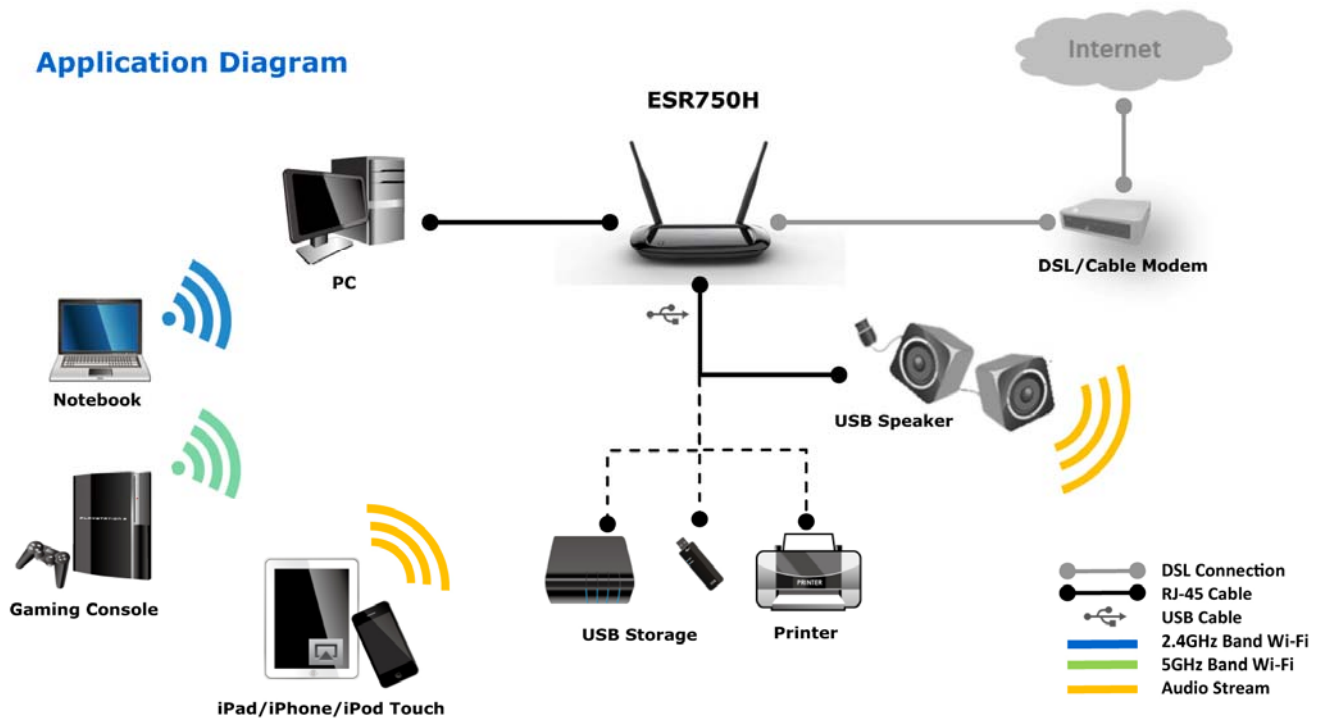 Application Diagram
Internet
ESR750H
PC
DSL/Cable Modem
Notebook
USB Speaker
Gaming Console
PRINTER
USB Storage
Printer
iPad/iPhone/iPod Touch
DSL Connection
RJ-45 Cable
USB Cable
2.4GHz Band Wi-Fi
5GHz Band Wi-Fi
Audio Stream